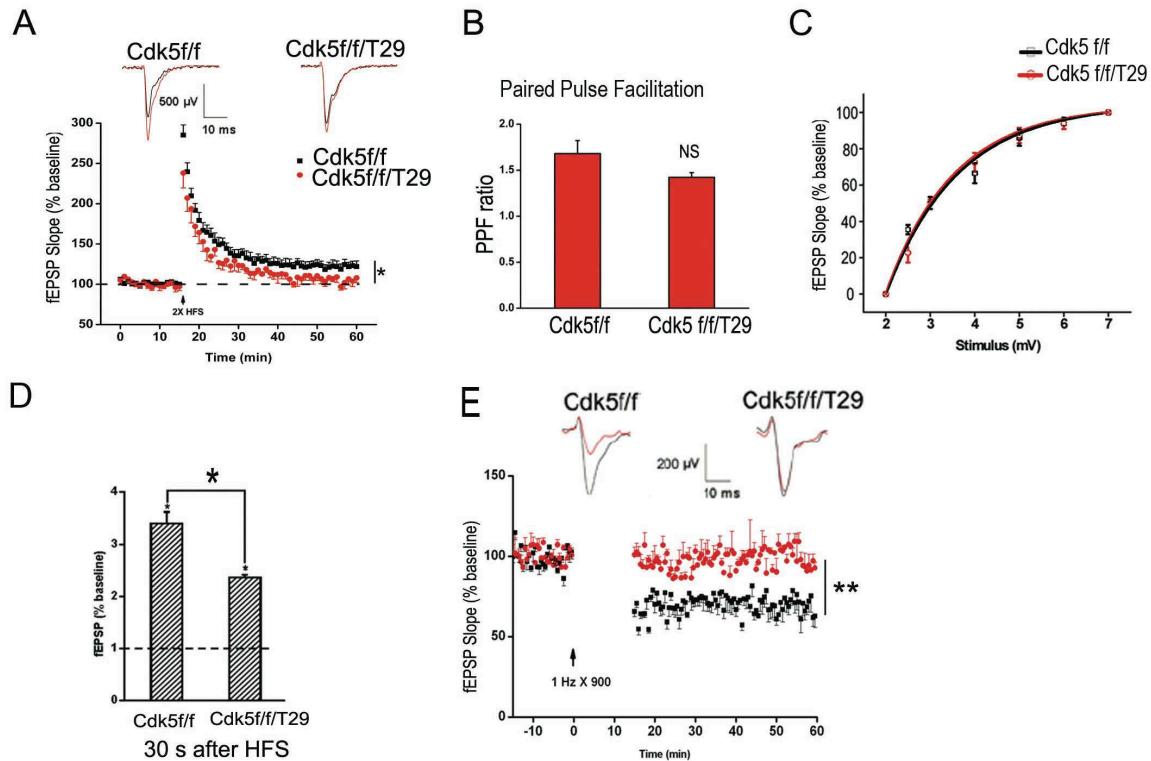 A
Cdk5f/f
Cdk5f/f/T29
500 µV
10 ms
300
250
200
150
100
50
fEPSP Slope (% baseline)
Cdk5f/f
Cdk5f/f/T29
*
2X HFS
0 10 20 30 40 50 60
Time (min)
B
Paired Pulse Facilitation
2.0
1.5
1.0
0.5
0.0
PPF ratio
NS
Cdk5f/f
Cdk5 f/f/T29
C
Cdk5 f/f
Cdk5 f/f/T29
100
80
60
40
20
0
fEPSP Slope (% baseline)
2 3 4 5 6 7
Stimulus (mV)
D
*
4
3
2
1
0
fEPSP (% baseline)
*
*
Cdk5f/f
Cdk5f/f/T29
30 s after HFS
E
Cdk5f/f
Cdk5f/f/T29
200 µV
10 ms
150
100
50
0
fEPSP Slope (% baseline)
**
1 Hz X 900
-10 0 10 20 30 40 50 60
Time (min)